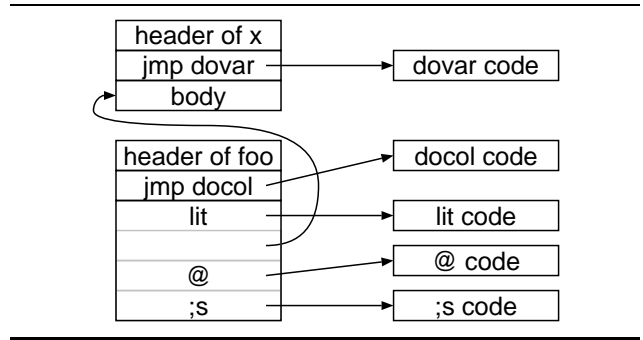 header of x
jmp dovar
dovar code
body
header of foo
docol code
jmp docol
lit
lit code
@
@ code
;s
;s code